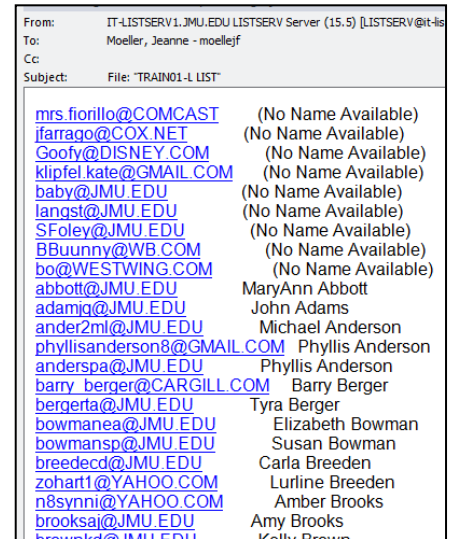 From: IT-LISTSERV1.JMU.EDU LISTSERV Server (15.5) [LISTSERV@it-lis
To: Moeller, Jeanne - moellejf
Cc:
Subject: File: "TRAIN01-L LIST"
mrs.fiorillo@COMCAST (No Name Available)
jfarrago@COX.NET (No Name Available)
Goofy@DISNEY.COM (No Name Available)
klipfel.kate@GMAIL.COM (No Name Available)
baby@JMU.EDU (No Name Available)
langst@JMU.EDU (No Name Available)
SFoley@JMU.EDU (No Name Available)
BBuunny@WB.COM (No Name Available)
bo@WESTWING.COM (No Name Available)
abbott@JMU.EDU MaryAnn Abbott
adamjq@JMU.EDU John Adams
ander2ml@JMU.EDU Michael Anderson
phyllisanderson8@GMAIL.COM Phyllis Anderson
anderspa@JMU.EDU Phyllis Anderson
barry_berger@CARGILL.COM Barry Berger
bergerta@JMU.EDU Tyra Berger
bowmanea@JMU.EDU Elizabeth Bowman
bowmansp@JMU.EDU Susan Bowman
breedecd@JMU.EDU Carla Breeden
zohart1@YAHOO.COM Lurline Breeden
n8synni@YAHOO.COM Amber Brooks
brooksaj@JMU.EDU Amy Brooks
brownkd@JMU.EDU Kelly Brown